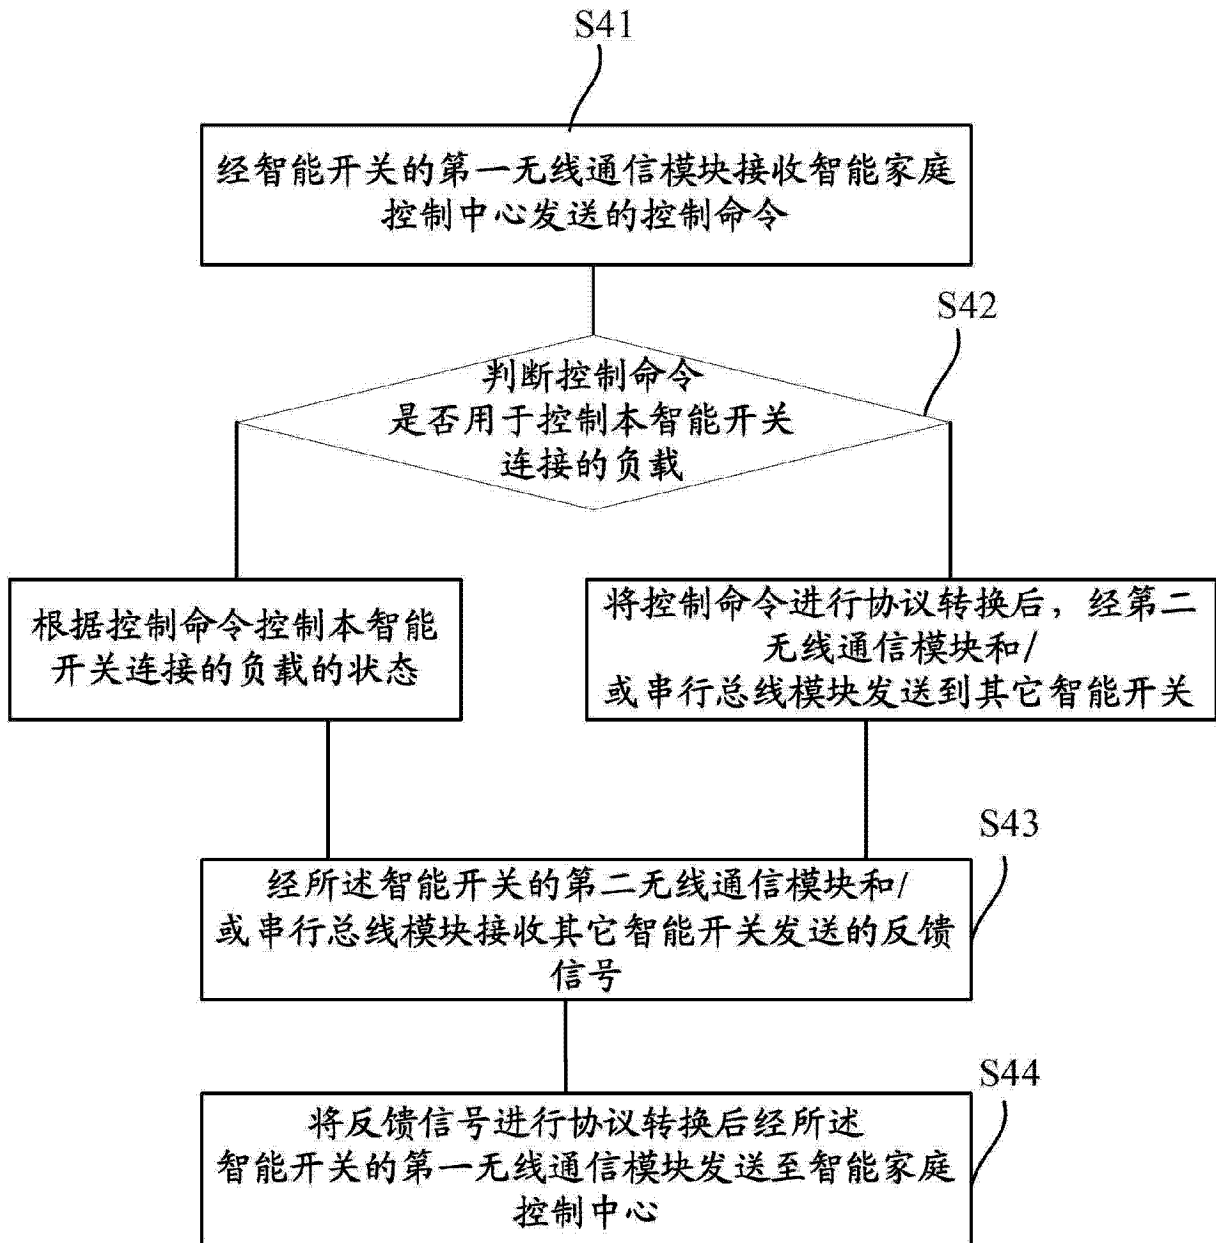 S41
经智能开关的第一无线通信模块接收智能家庭
控制中心发送的控制命令
S42
判断控制命令
是否用于控制本智能开关
连接的负载
根据控制命令控制本智能
开关连接的负载的状态
将控制命令进行协议转换后，经第二
无线通信模块和/
或串行总线模块发送到其它智能开关
S43
经所述智能开关的第二无线通信模块和/
或串行总线模块接收其它智能开关发送的反馈
信号
S44
将反馈信号进行协议转换后经所述
智能开关的第一无线通信模块发送至智能家庭
控制中心